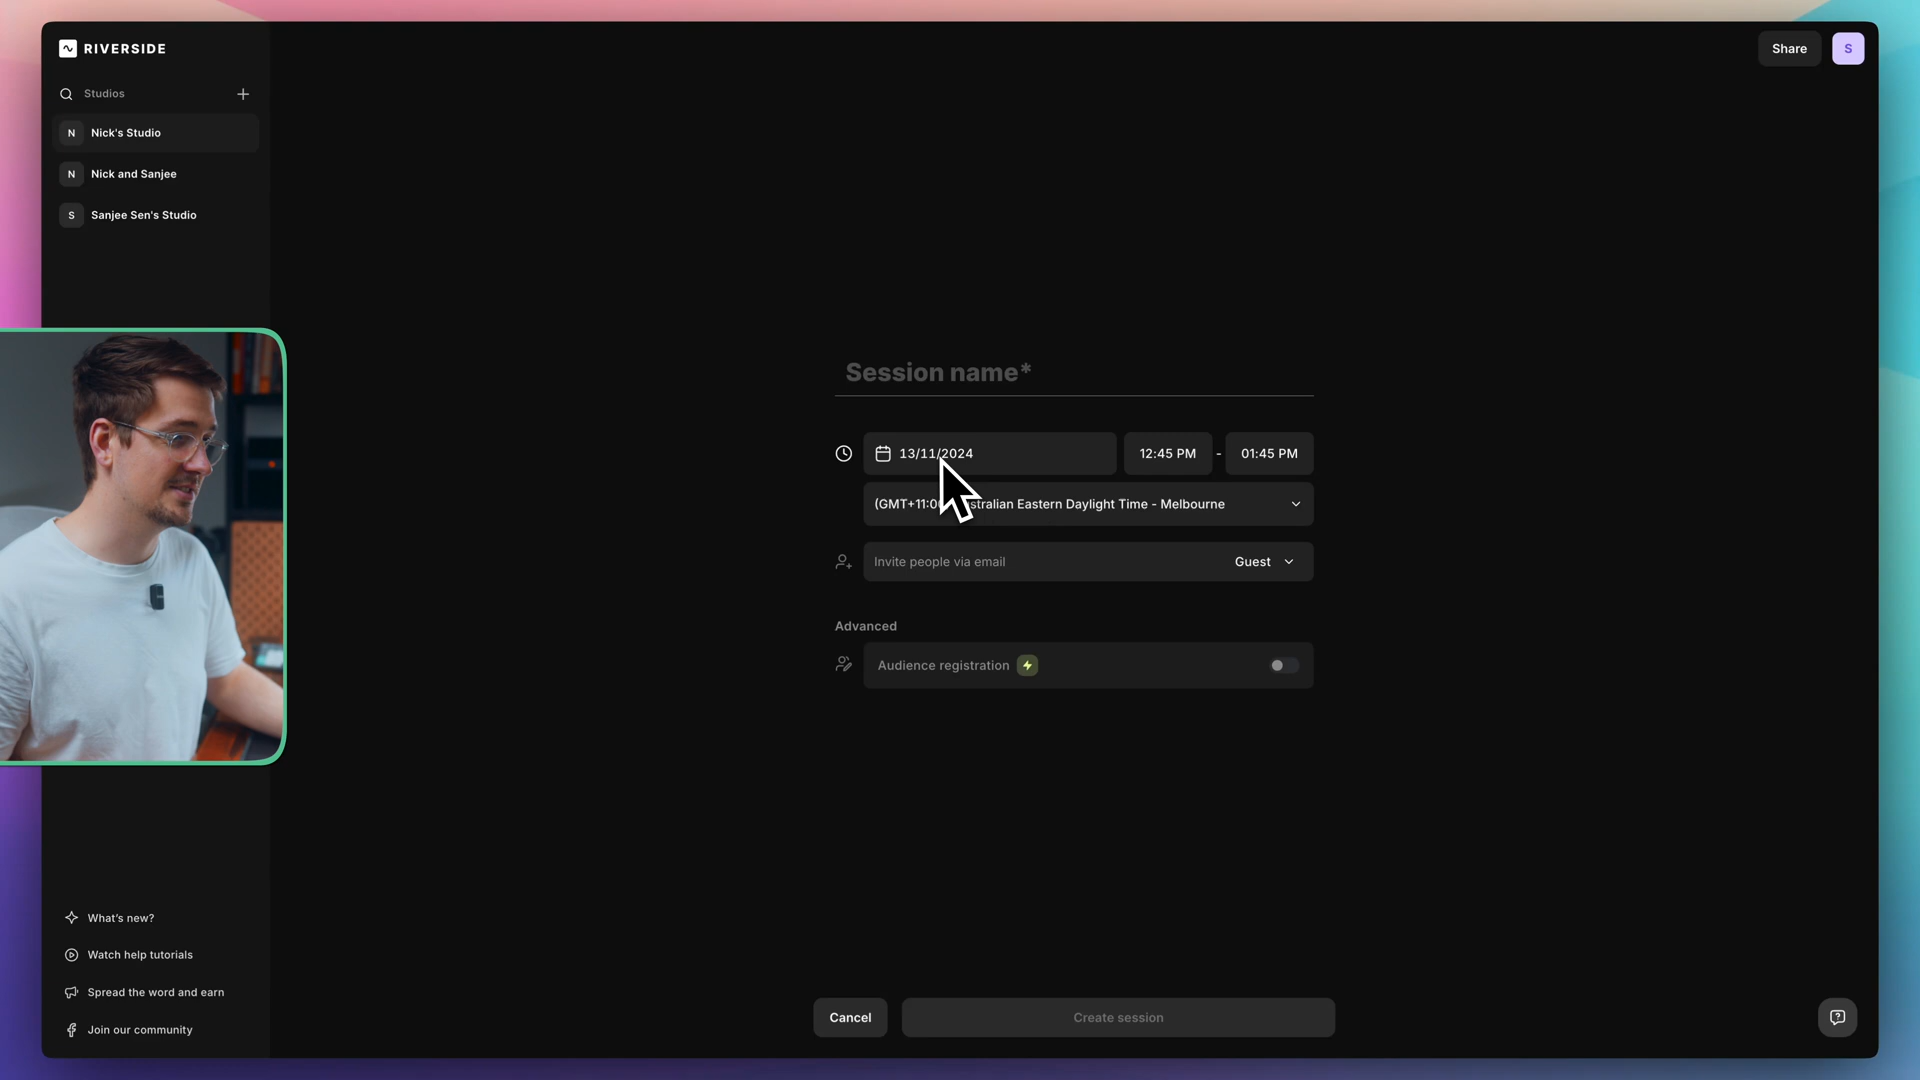 RIVERSIDE
Share
S
Studios
N Nick's Studio
N Nick and Sanjee
S Sanjee Sen's Studio
Session name*
13/11/2024 12:45 PM - 01:45 PM
(GMT+11:0 stralian Eastern Daylight Time - Melbourne
Invite people via email Guest
Advanced
Audience registration
What's new?
Watch help tutorials
Spread the word and earn
Join our community
Cancel Create session